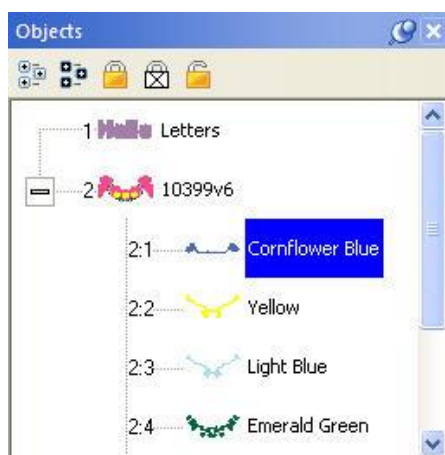 Objects
1 Hello Letters
2 10399v6
2:1 Cornflower Blue
2:2 Yellow
2:3 Light Blue
2:4 Emerald Green